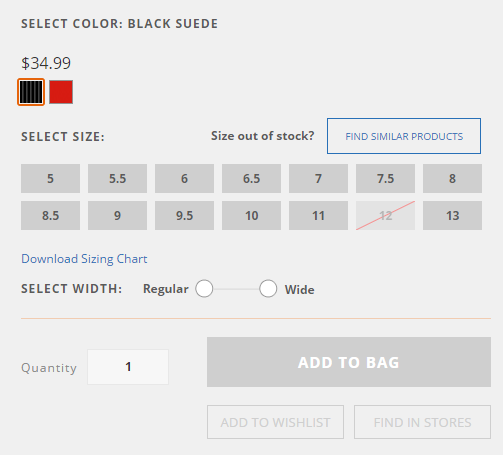 SELECT COLOR: BLACK SUEDE
$34.99
SELECT SIZE: Size out of stock? FIND SIMILAR PRODUCTS
5 5.5 6 6.5 7 7.5 8
8.5 9 9.5 10 11 12 13
Download Sizing Chart
SELECT WIDTH: Regular Wide
Quantity 1 ADD TO BAG
ADD TO WISHLIST FIND IN STORES